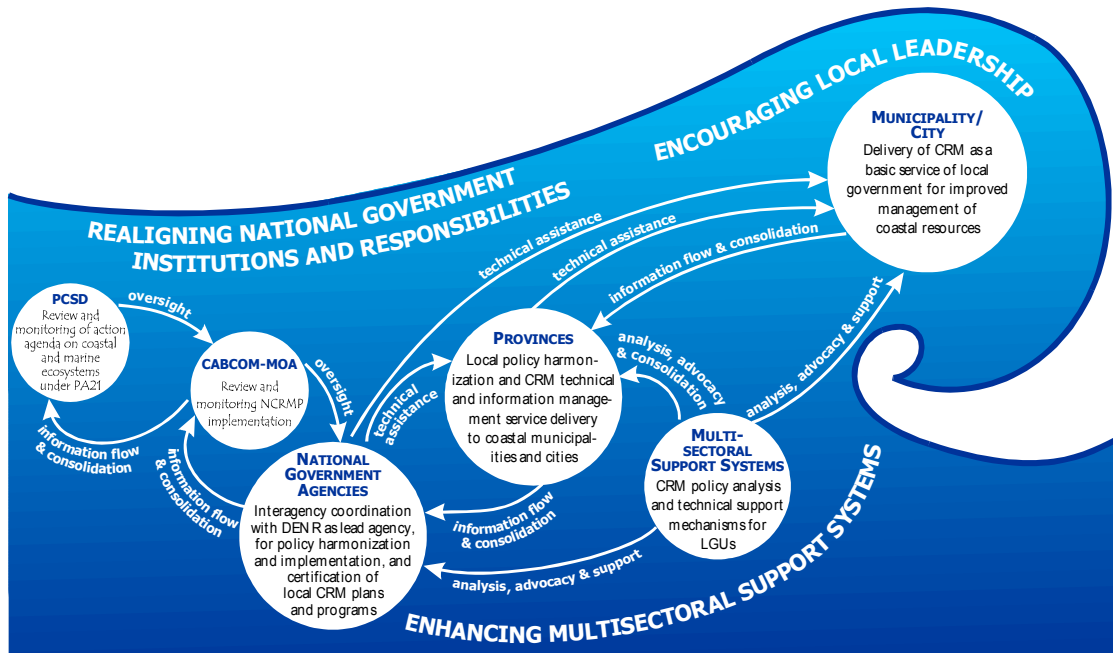 ENCOURAGING LOCAL LEADERSHIP
REALIGNING NATIONAL GOVERNMENT
INSTITUTIONS AND RESPONSIBILITIES
MUNICIPALITY/
CITY
Delivery of CRM as a
basic service of local
government for improved
management of
coastal resources
technical assistance
technical assistance
information flow & consolidation
PCSD
Review and
monitoring of action
agenda on coastal
and marine
ecosystems
under PA21
oversight
CABCOM-MOA
Review and
monitoring NCRMP
implementation
oversight
information flow
& consolidation
information flow
& consolidation
technical
assistance
PROVINCES
Local policy harmon-
ization and CRM technical
and information manage-
ment service delivery
to coastal municipal-
ities and cities
analysis, advocacy
& consolidation
analysis, advocacy & support
MULTI-
SECTORAL
SUPPORT SYSTEMS
CRM policy analysis
and technical support
mechanisms for
LGUs
NATIONAL
GOVERNMENT
AGENCIES
Interagency coordination
with DENR as lead agency,
for policy harmonization
and implementation, and
certification of
local CRM plans
and programs
information flow
& consolidation
analysis, advocacy & support
ENHANCING MULTISECTORAL SUPPORT SYSTEMS